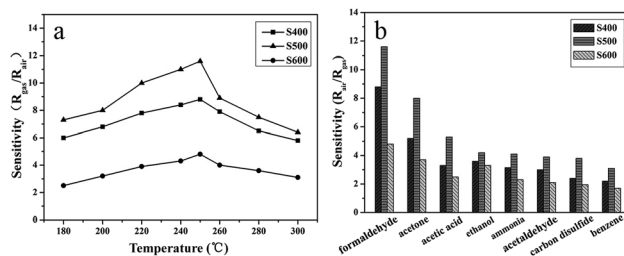 a
S400
S500
S600
Sensitivity (Rgas/Rair)
14
12
10
8
6
4
2
0
180 200 220 240 260 280 300
Temperature (℃)
b
S400
S500
S600
Sensitivity (Rair/Rgas)
14
12
10
8
6
4
2
0
formaldehyde
acetone
acetic acid
ethanol
ammonia
acetaldehyde
carbon disulfide
benzene